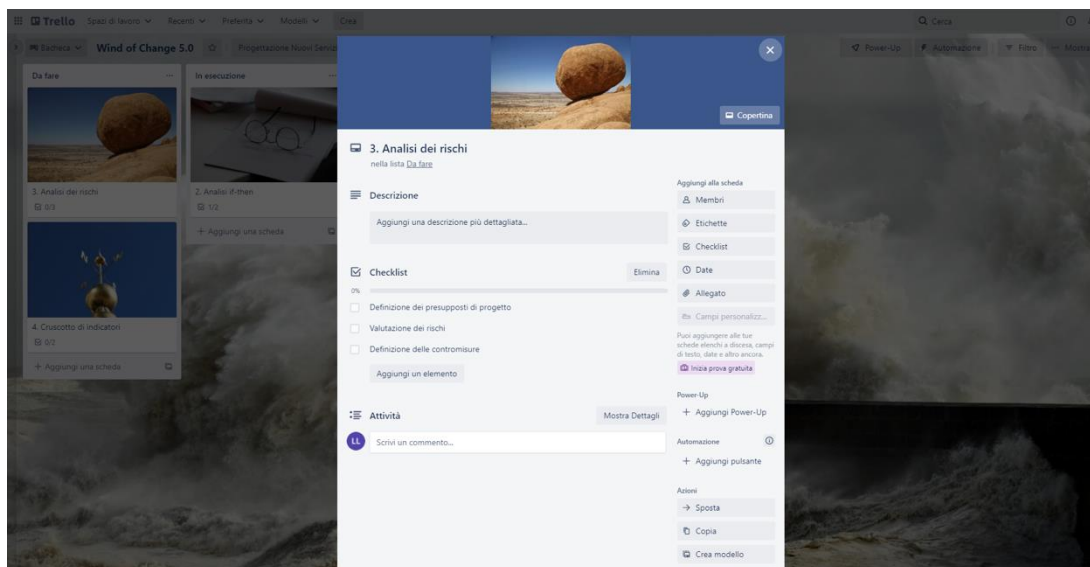 Trello
Spazi di lavoro
Recenti
Preferita
Modelli
Crea
Cerca
Bacheca
Wind of Change 5.0
Progettazione Nuovi Servizi
Power-Up
Automazione
Filtro
Mostra
Da fare
3. Analisi dei rischi
0/3
4. Cruscotto di indicatori
0/2
+ Aggiungi una scheda
In esecuzione
2. Analisi if-then
1/2
+ Aggiungi una scheda
Copertina
3. Analisi dei rischi
nella lista Da fare
Descrizione
Aggiungi una descrizione più dettagliata...
Checklist
Elimina
0%
Definizione dei presupposti di progetto
Valutazione dei rischi
Definizione delle contromisure
Aggiungi un elemento
Attività
Mostra Dettagli
LL
Scrivi un commento...
Aggiungi alla scheda
Membri
Etichette
Checklist
Date
Allegato
Campi personalizz...
Puoi aggiungere alle tue
schede elenchi a discesa, campi
di testo, date e altro ancora.
Inizia prova gratuita
Power-Up
+ Aggiungi Power-Up
Automazione
+ Aggiungi pulsante
Azioni
→ Sposta
Copia
Crea modello